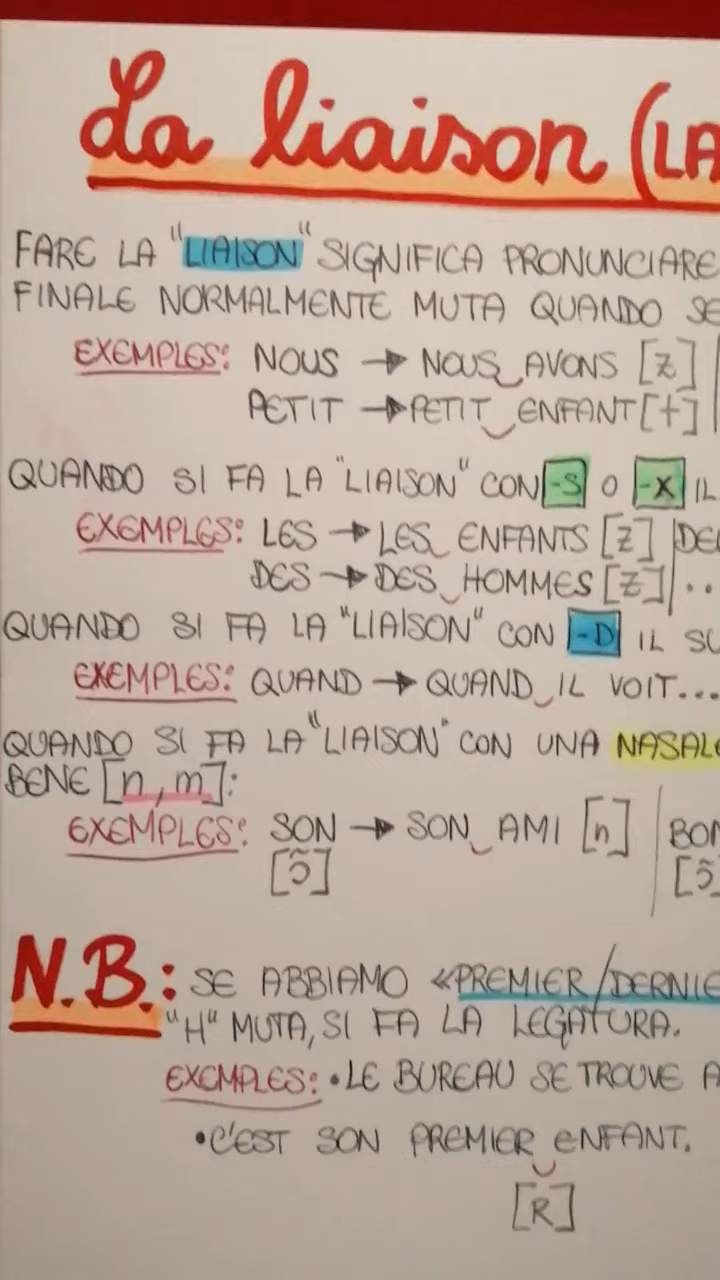 La liaison (LA
FARE LA "LIAISON" SIGNIFICA PRONUNCIARE
FINALE NORMALMENTE MUTA QUANDO SE
EXEMPLES: NOUS → NOUS‿AVONS [z]
PETIT → PETIT‿ENFANT [t]
QUANDO SI FA LA "LIAISON" CON -S O -X IL
EXEMPLES: LES → LES‿ENFANTS [z]
DES → DES‿HOMMES [z] ..
QUANDO SI FA LA "LIAISON" CON -D IL SU
EXEMPLES: QUAND → QUAND‿IL VOIT...
QUANDO SI FA LA "LIAISON" CON UNA NASALE
BENE [n, m]:
EXEMPLES: SON → SON‿AMI [n] BON
[ɔ̃] [ɔ̃]
N.B.: SE ABBIAMO «PREMIER/DERNIE
"H" MUTA, SI FA LA LEGATURA.
EXEMPLES: •LE BUREAU SE TROUVE A
•C'EST SON PREMIER‿ENFANT.
[R]